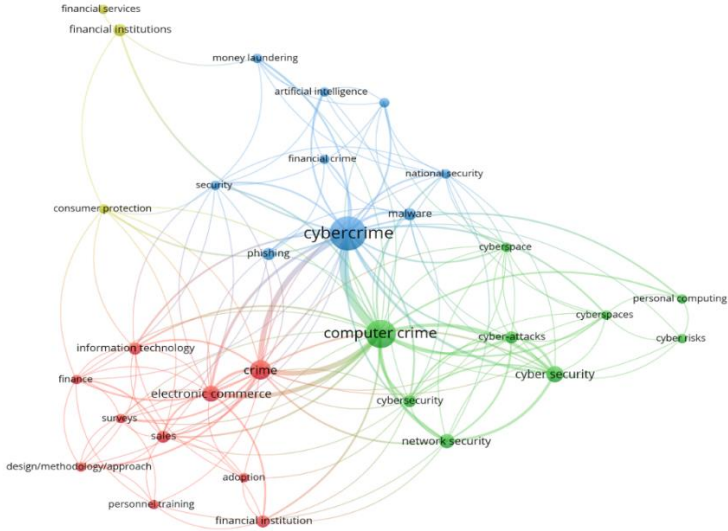 financial services
financial institutions
money laundering
artificial intelligence
financial crime
national security
security
consumer protection
malware
cybercrime
cyberspace
phishing
personal computing
cyberspaces
computer crime
cyber-attacks
cyber risks
information technology
crime
cyber security
finance
electronic commerce
cybersecurity
surveys
sales
network security
design/methodology/approach
adoption
personnel training
financial institution